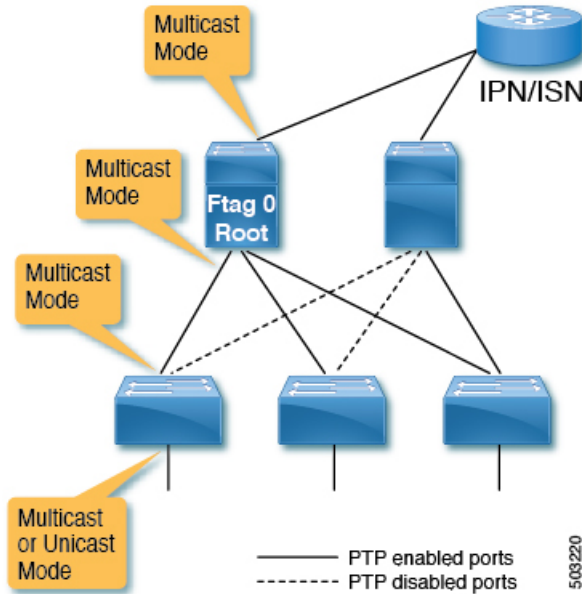 Multicast
Mode
IPN/ISN
Multicast
Mode
Ftag 0
Root
Multicast
Mode
Multicast
or Unicast
Mode
PTP enabled ports
PTP disabled ports
503220